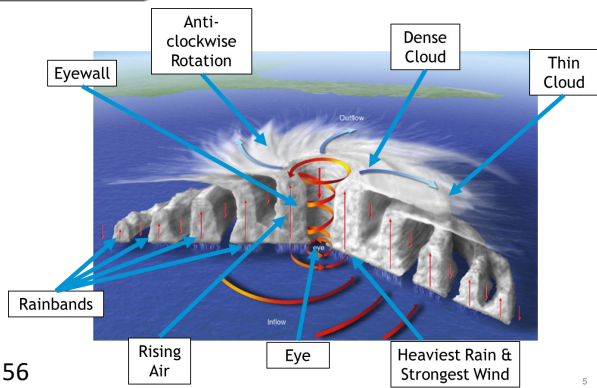 Anti-
clockwise
Rotation
Dense
Cloud
Thin
Cloud
Eyewall
Outflow
eye
Rainbands
Inflow
Rising
Air
Eye
Heaviest Rain &
Strongest Wind
56
5